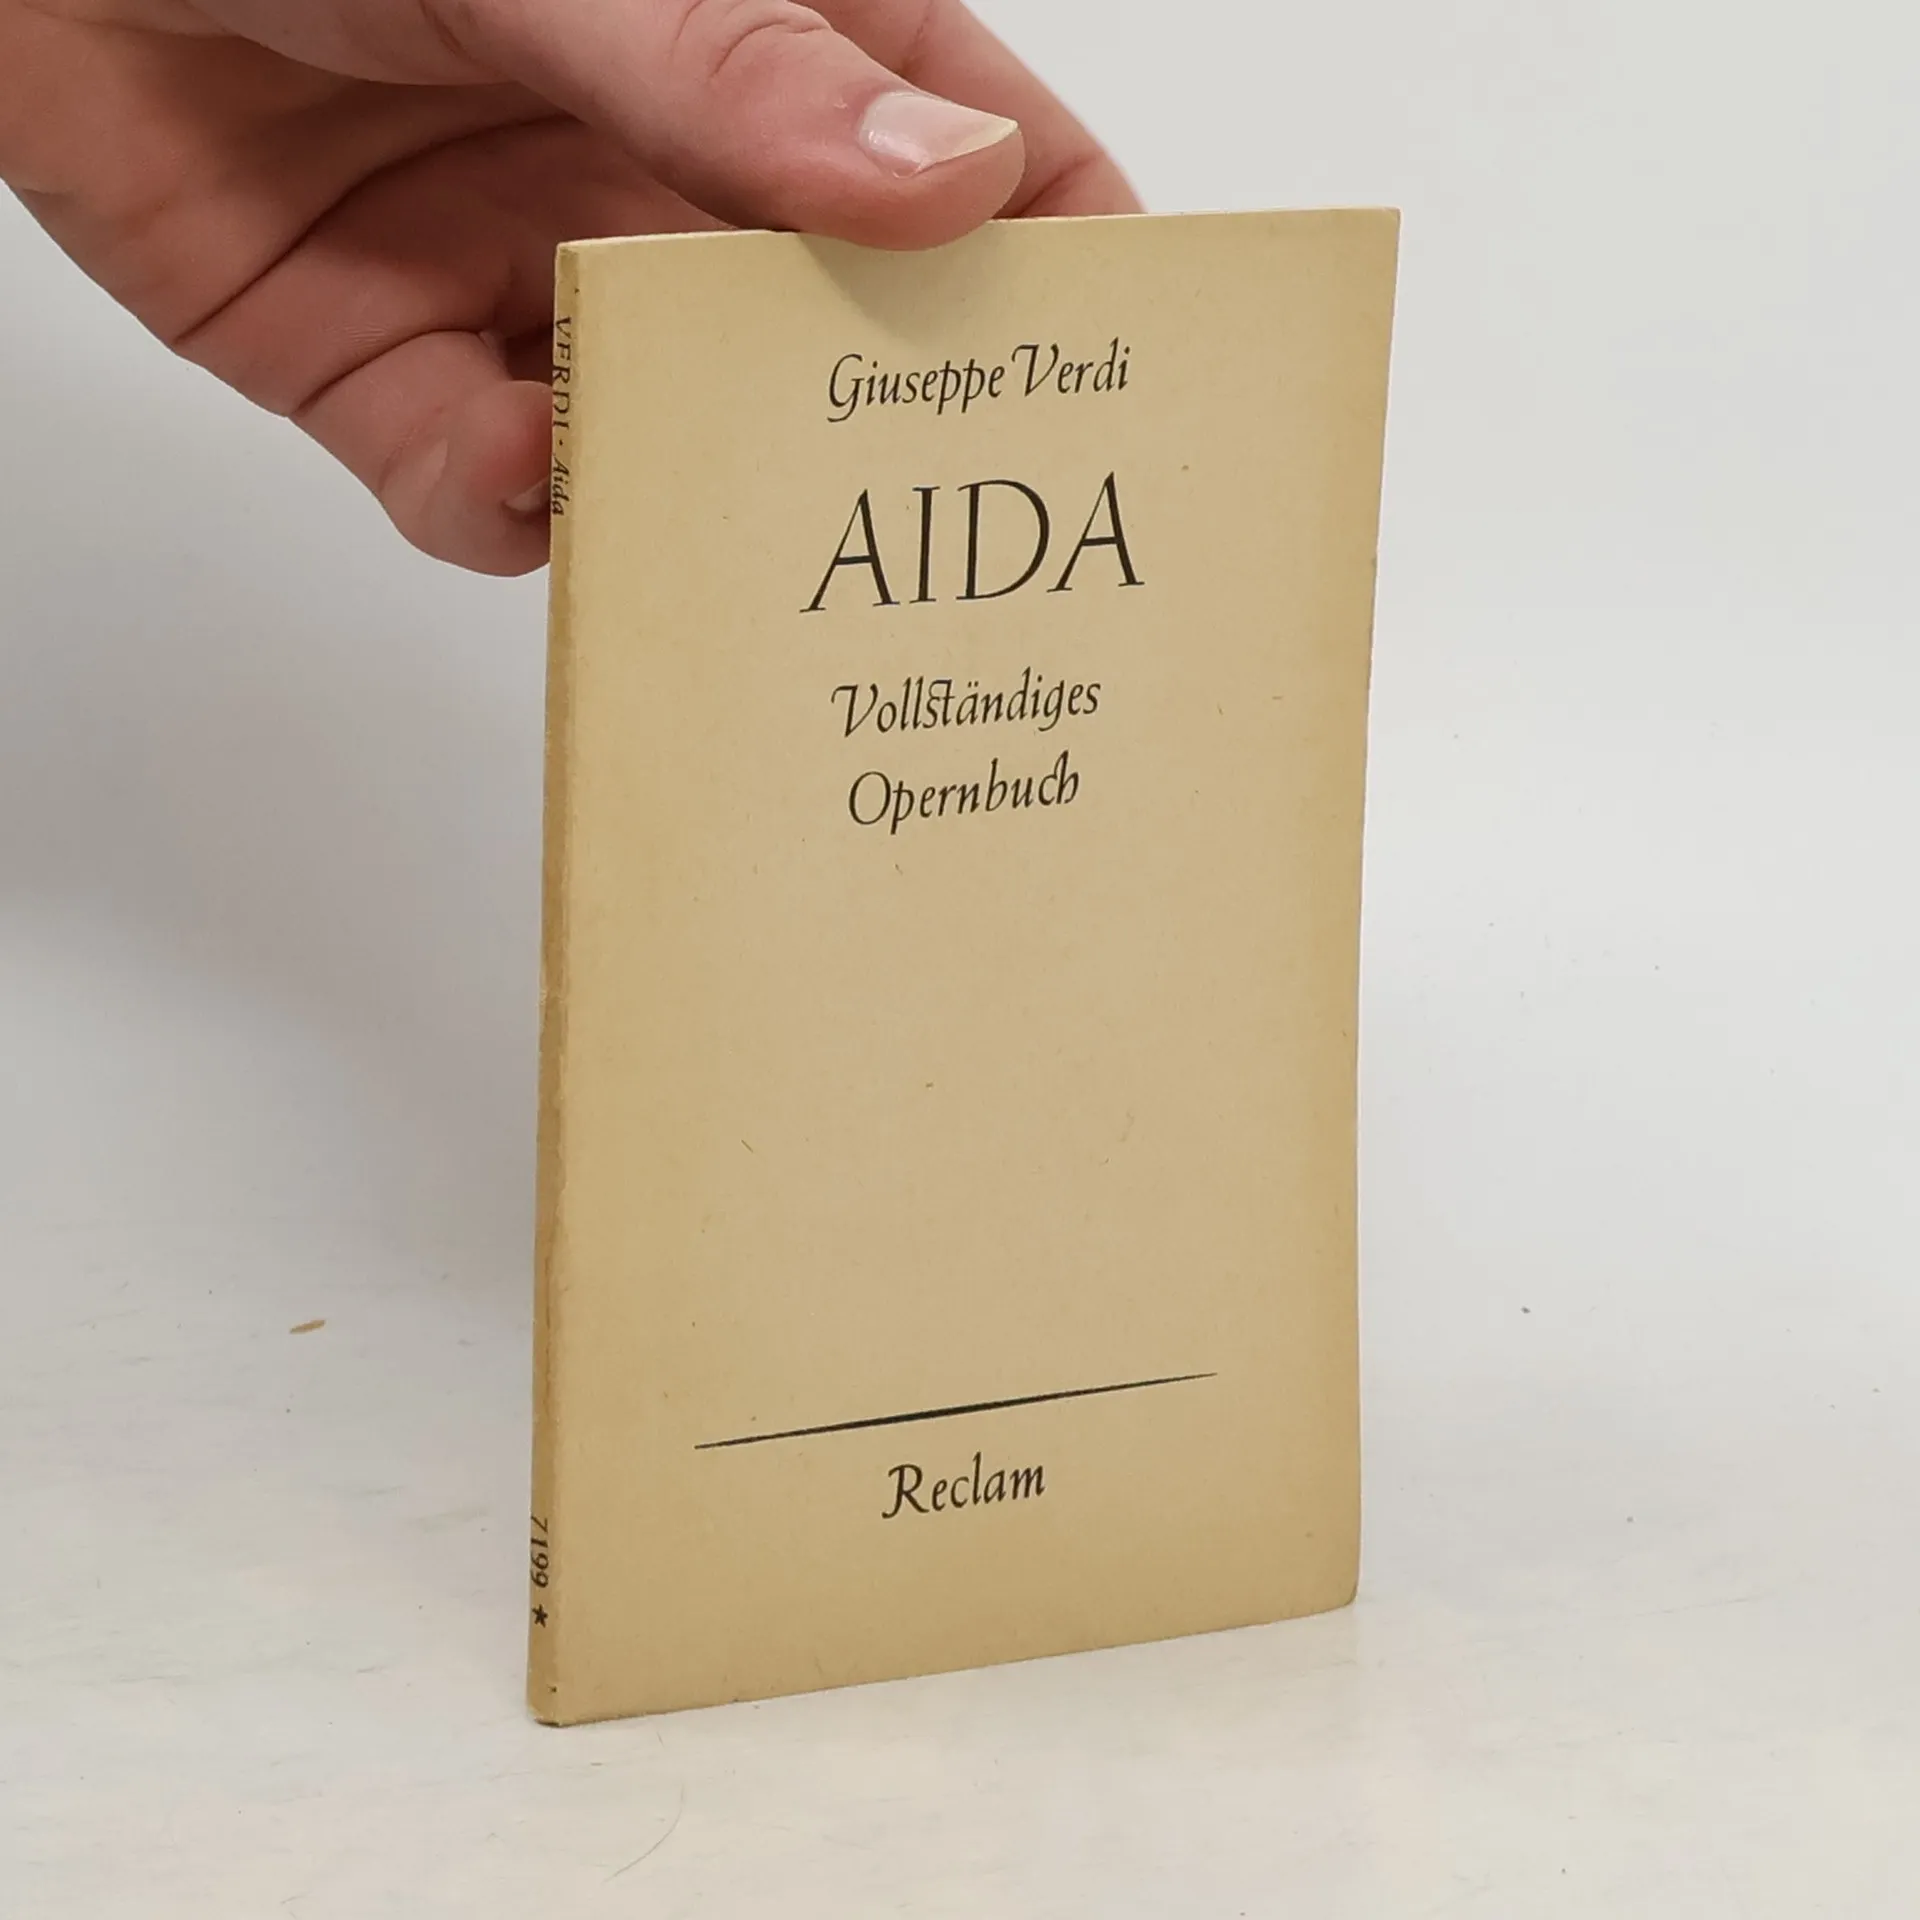 Giuseppe Verdi
AIDA
Vollständiges
Opernbuch
Reclam
VERDI · Aida
7199 ★